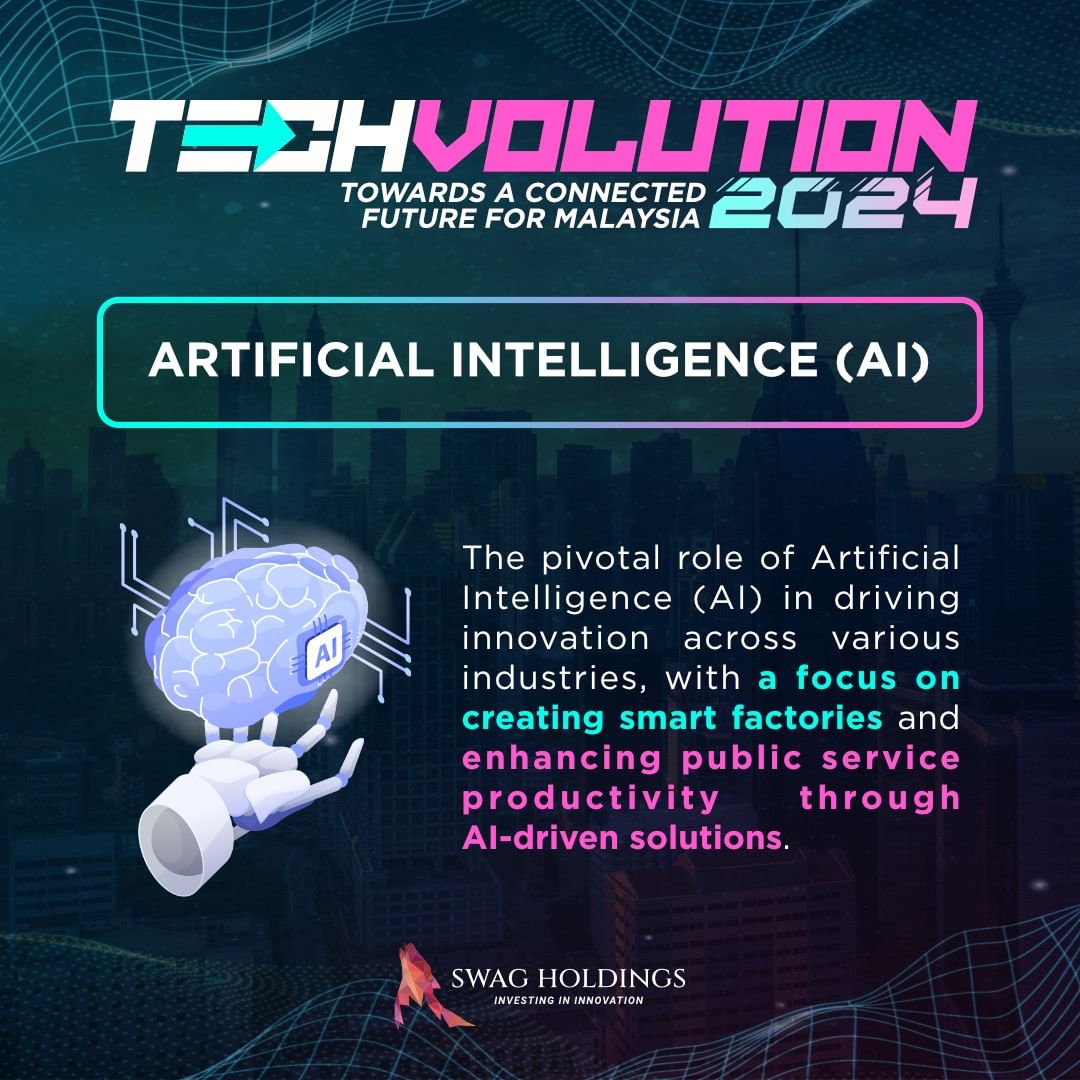 TECHVOLUTION
TOWARDS A CONNECTED
FUTURE FOR MALAYSIA
2024
ARTIFICIAL INTELLIGENCE (AI)
AI
The pivotal role of Artificial
Intelligence (AI) in driving
innovation across various
industries, with a focus on
creating smart factories and
enhancing public service
productivity through
AI-driven solutions.
SWAG HOLDINGS
INVESTING IN INNOVATION